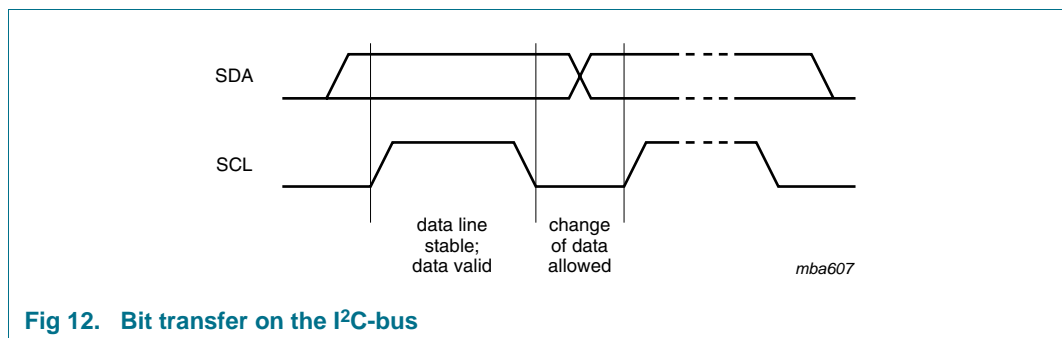 SDA
SCL
data line
stable;
data valid
change
of data
allowed
mba607
Fig 12. Bit transfer on the I²C-bus